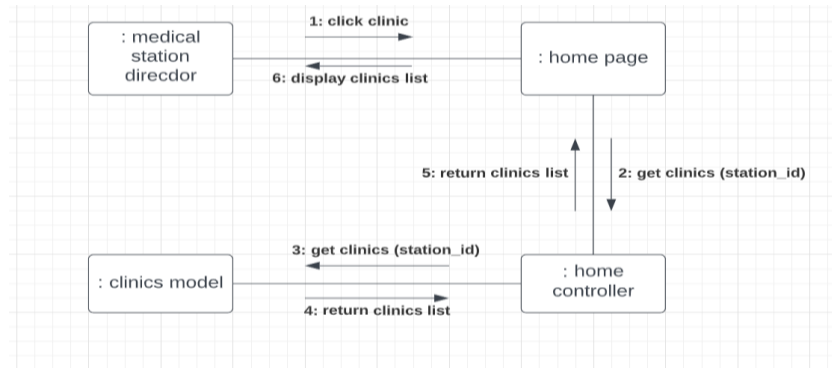 1: click clinic
: medical
station
direcdor
: home page
6: display clinics list
5: return clinics list
2: get clinics (station_id)
3: get clinics (station_id)
: clinics model
: home
controller
4: return clinics list